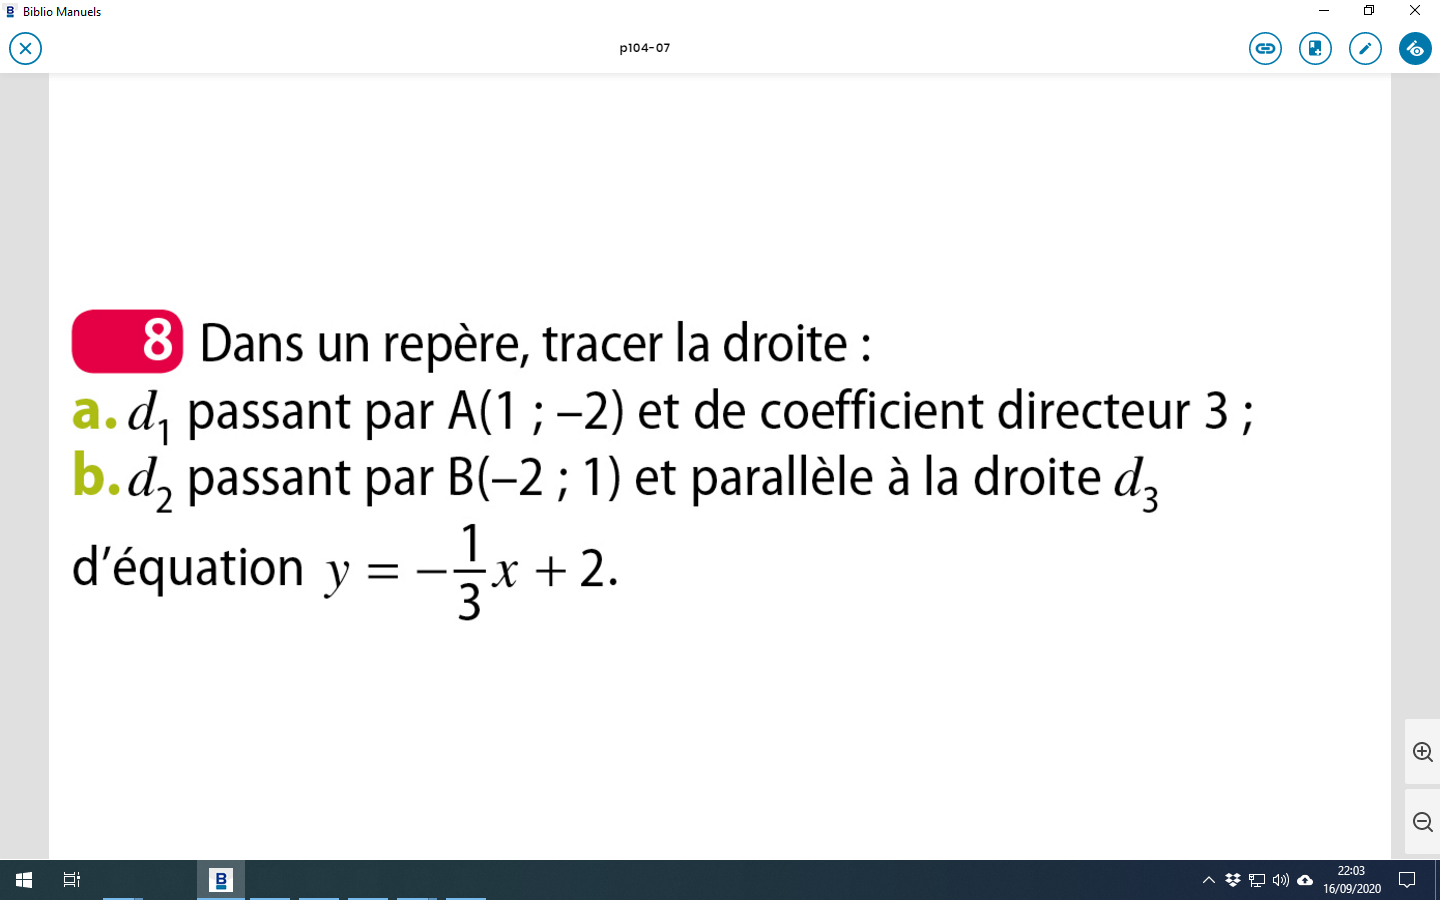 Biblio Manuels
p104-07
8 Dans un repère, tracer la droite :
a. d₁ passant par A(1 ; –2) et de coefficient directeur 3 ;
b. d₂ passant par B(–2 ; 1) et parallèle à la droite d₃
d’équation y = −1/3 x + 2.
22:03
16/09/2020